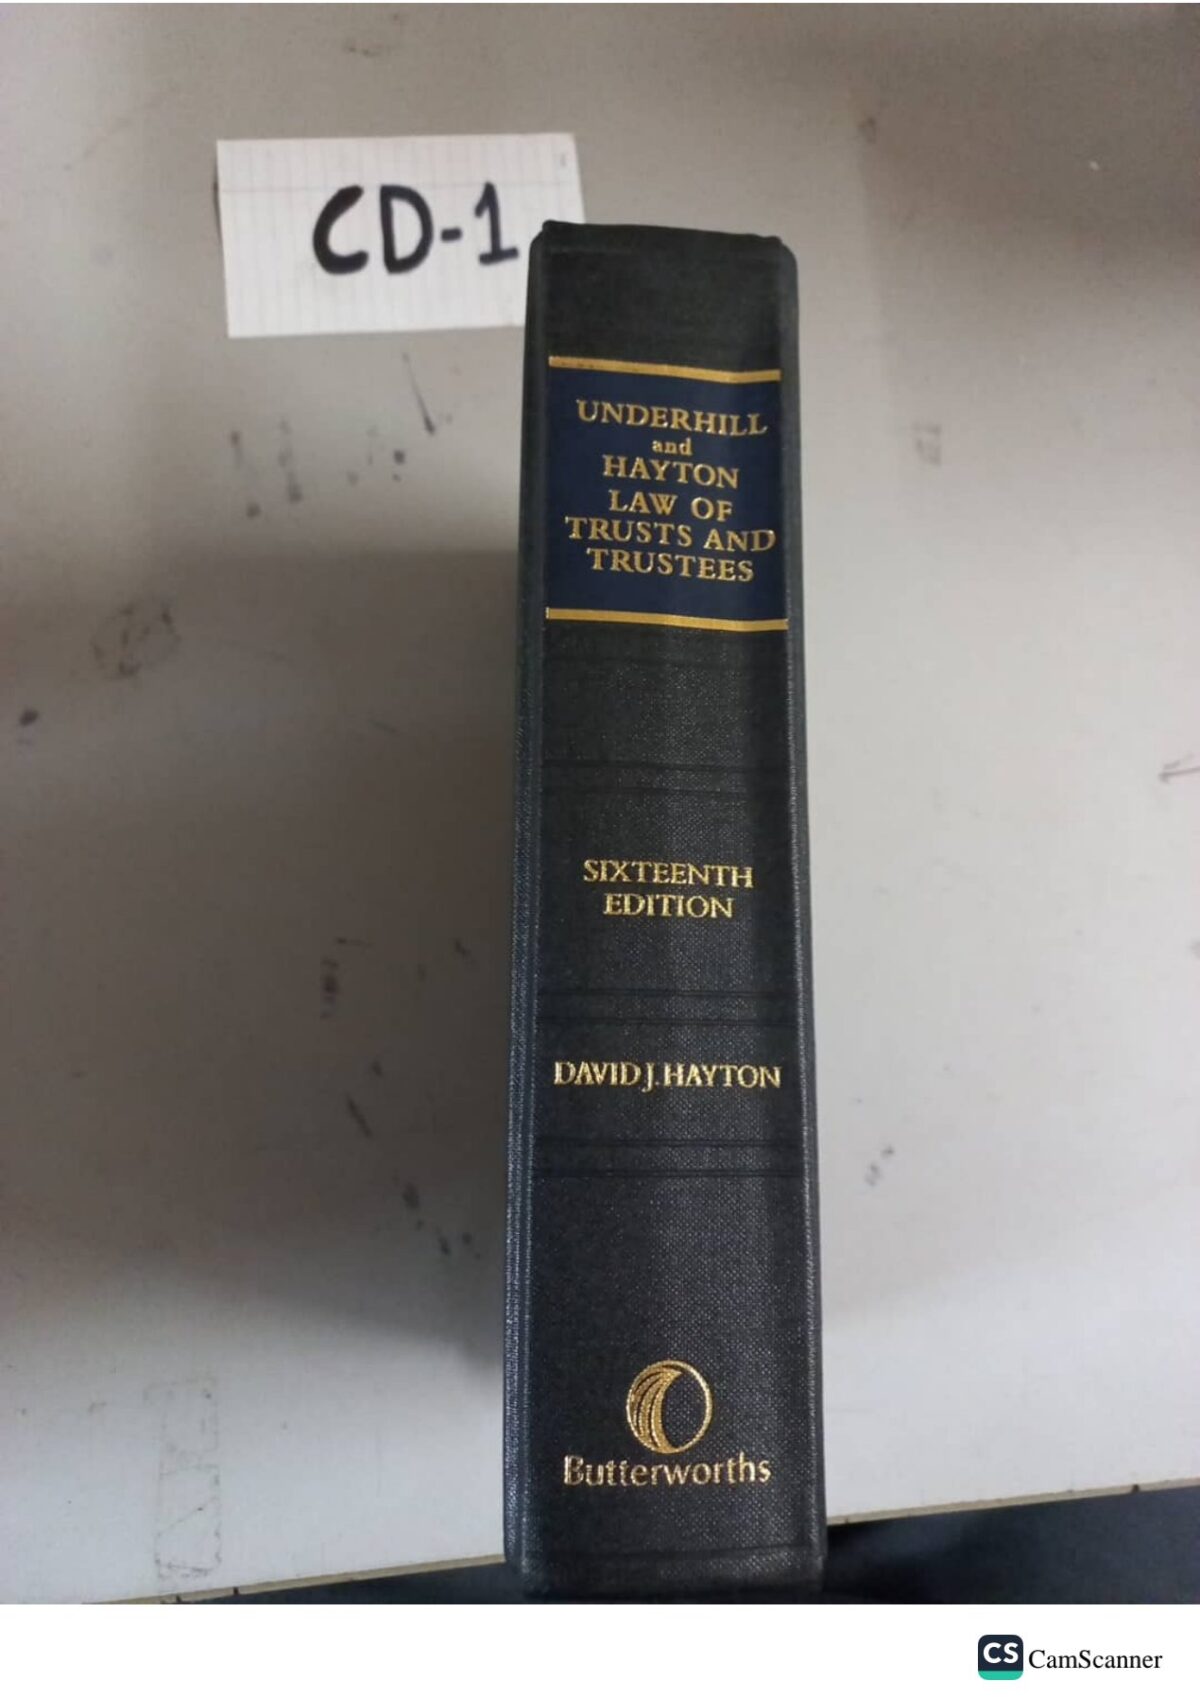 CD-1
UNDERHILL
and
HAYTON
LAW OF
TRUSTS AND
TRUSTEES
SIXTEENTH
EDITION
DAVID J. HAYTON
Butterworths
CS CamScanner